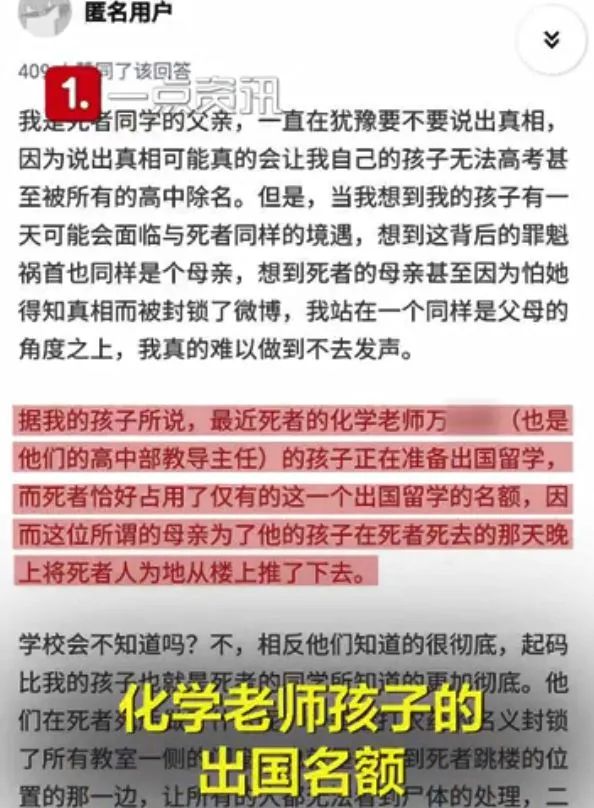 匿名用户
409 人赞同了该回答
1.
一点资讯
我是死者同学的父亲，一直在犹豫要不要说出真相，
因为说出真相可能真的会让我自己的孩子无法高考甚
至被所有的高中除名。但是，当我想到我的孩子有一
天可能会面临与死者同样的境遇，想到这背后的罪魁
祸首也同样是个母亲，想到死者的母亲甚至因为怕她
得知真相而被封锁了微博，我站在一个同样是父母的
角度之上，我真的难以做到不去发声。
据我的孩子所说，最近死者的化学老师万（也是
他们的高中部教导主任）的孩子正在准备出国留学，
而死者恰好占用了仅有的这一个出国留学的名额，因
而这位所谓的母亲为了他的孩子在死者死去的那天晚
上将死者人为地从楼上推了下去。
学校会不知道吗？不，相反他们知道的很彻底，起码
比我的孩子也就是死者的同学所知道的更加彻底。他
们在死者名义封锁
了所有教室一侧的到死者跳楼的位
置的那一边，让所有的人都无法看到尸体的处理，二
化学老师孩子的
出国名额